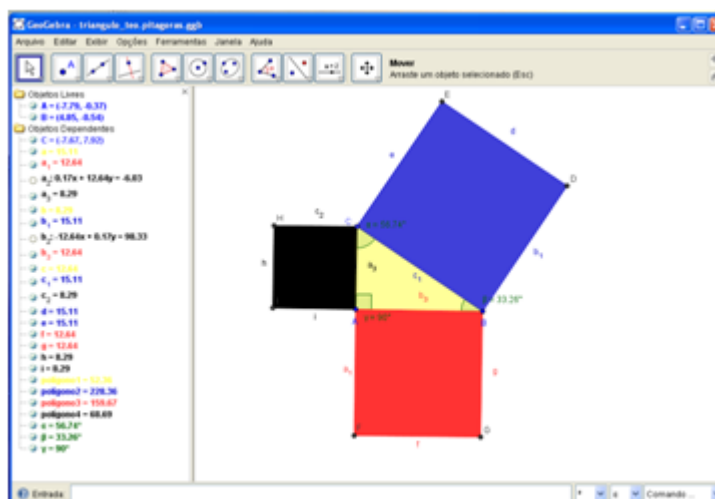 GeoGebra - triangulo_teo.pitagoras.ggb
Arquivo Editar Exibir Opções Ferramentas Janela Ajuda
Mover
Arraste um objeto selecionado (Esc)
Objetos Livres
A = (-7.79, -0.37)
B = (4.85, -0.54)
Objetos Dependentes
C = (-7.67, 7.92)
a₁ = 12.64
a₂: 0.17x + 12.64y = -6.03
a₃ = 8.29
b₁ = 15.11
b₂: -12.64x + 0.17y = 98.33
b₃ = 12.64
c₁ = 15.11
c₂ = 8.29
d = 15.11
e = 15.11
f = 12.64
g = 12.64
h = 8.29
i = 8.29
polígono2 = 228.36
polígono3 = 159.67
polígono4 = 68.69
α = 56.74°
β = 33.26°
γ = 90°
E
d
e
D
H
c₂
C
b₁
h
a₃
c₁
b₃
β = 33.26°
i
A
γ = 90°
B
g
f
G
Entrada:
Comando ...